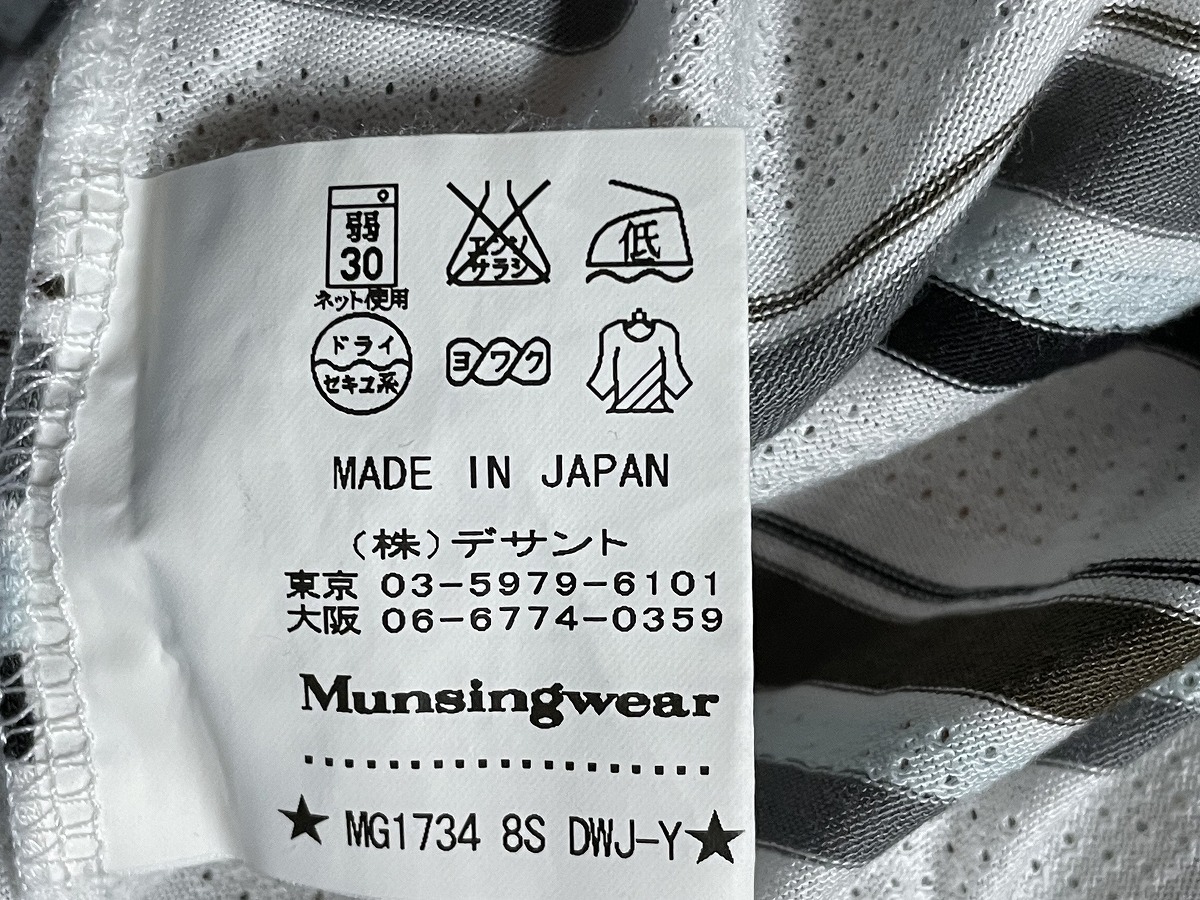 弱
30
ネット使用
エンソ
サラシ
低
ドライ
セキユ系
ヨワク
MADE IN JAPAN
(株)デサント
東京 03-5979-6101
大阪 06-6774-0359
Munsingwear
★ MG1734 8S DWJ-Y★